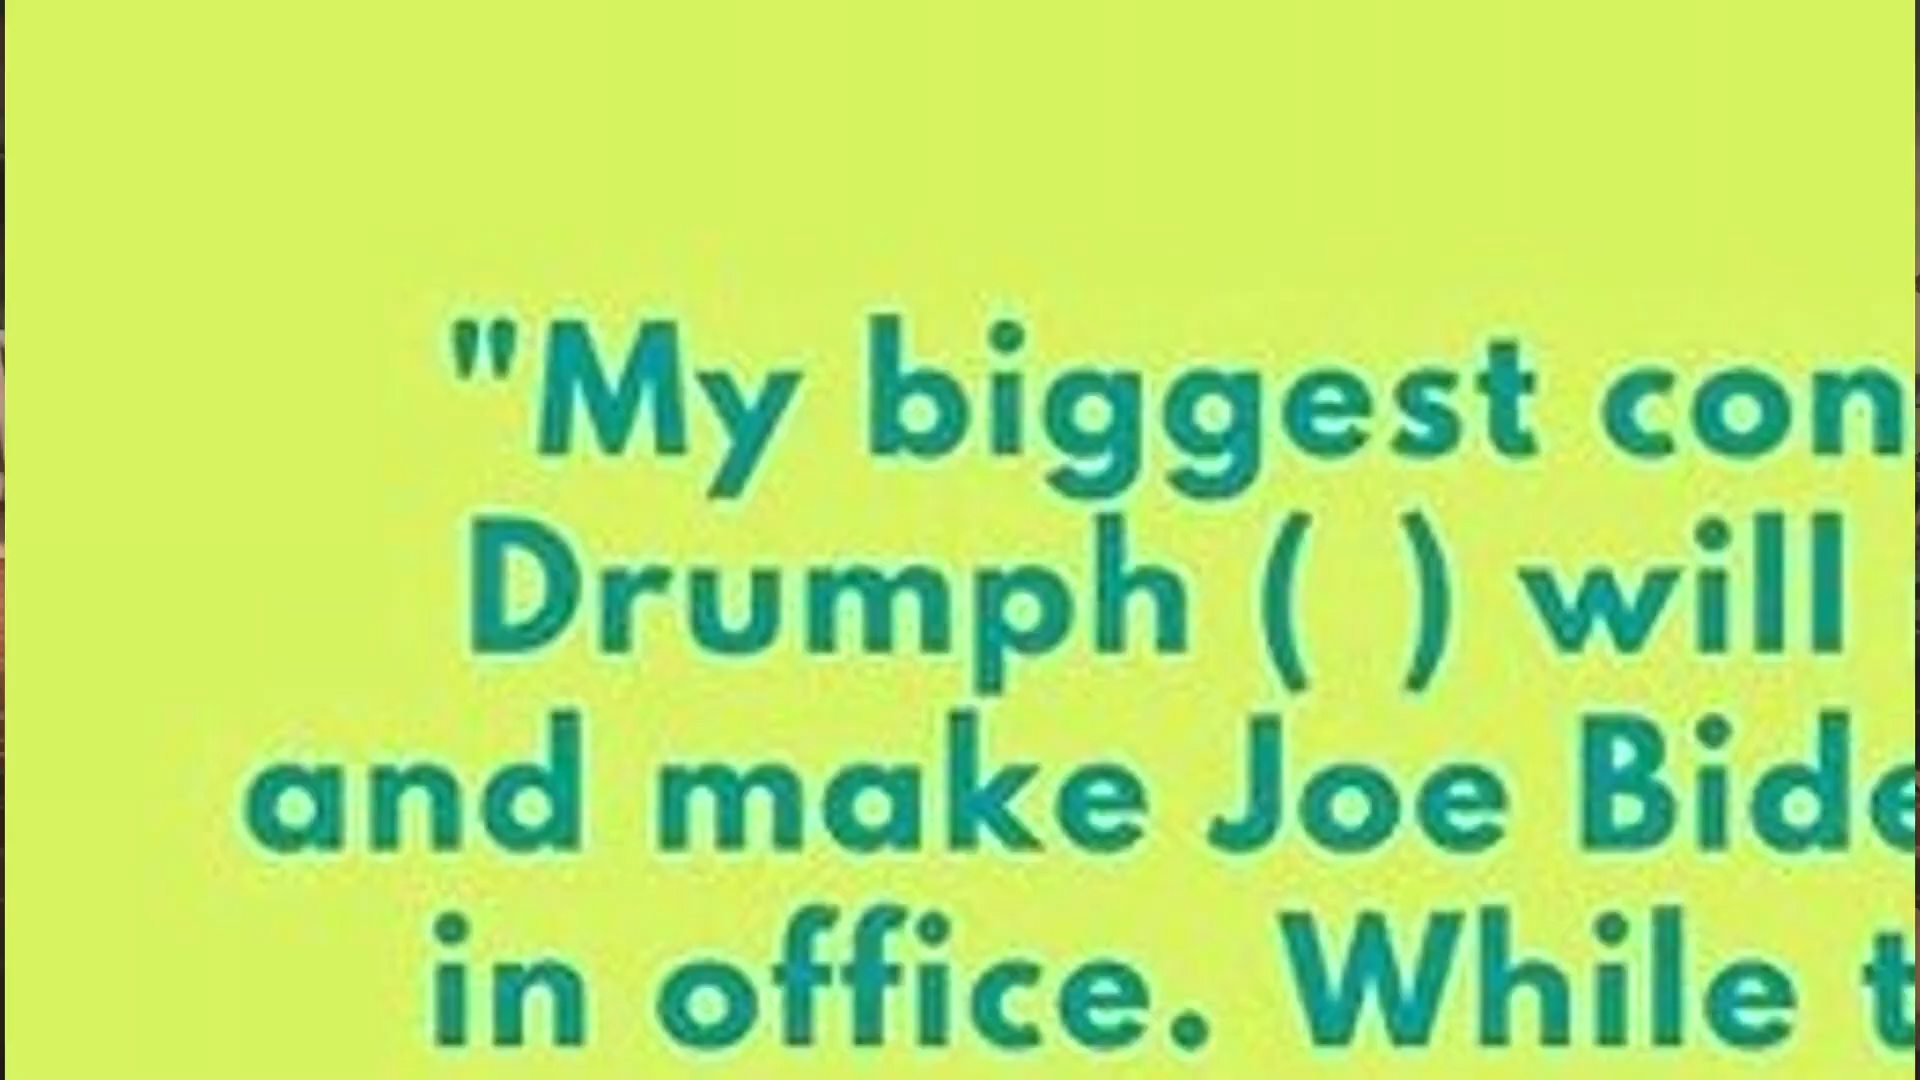 "My biggest con
Drumph ( ) will
and make Joe Bide
in office. While t